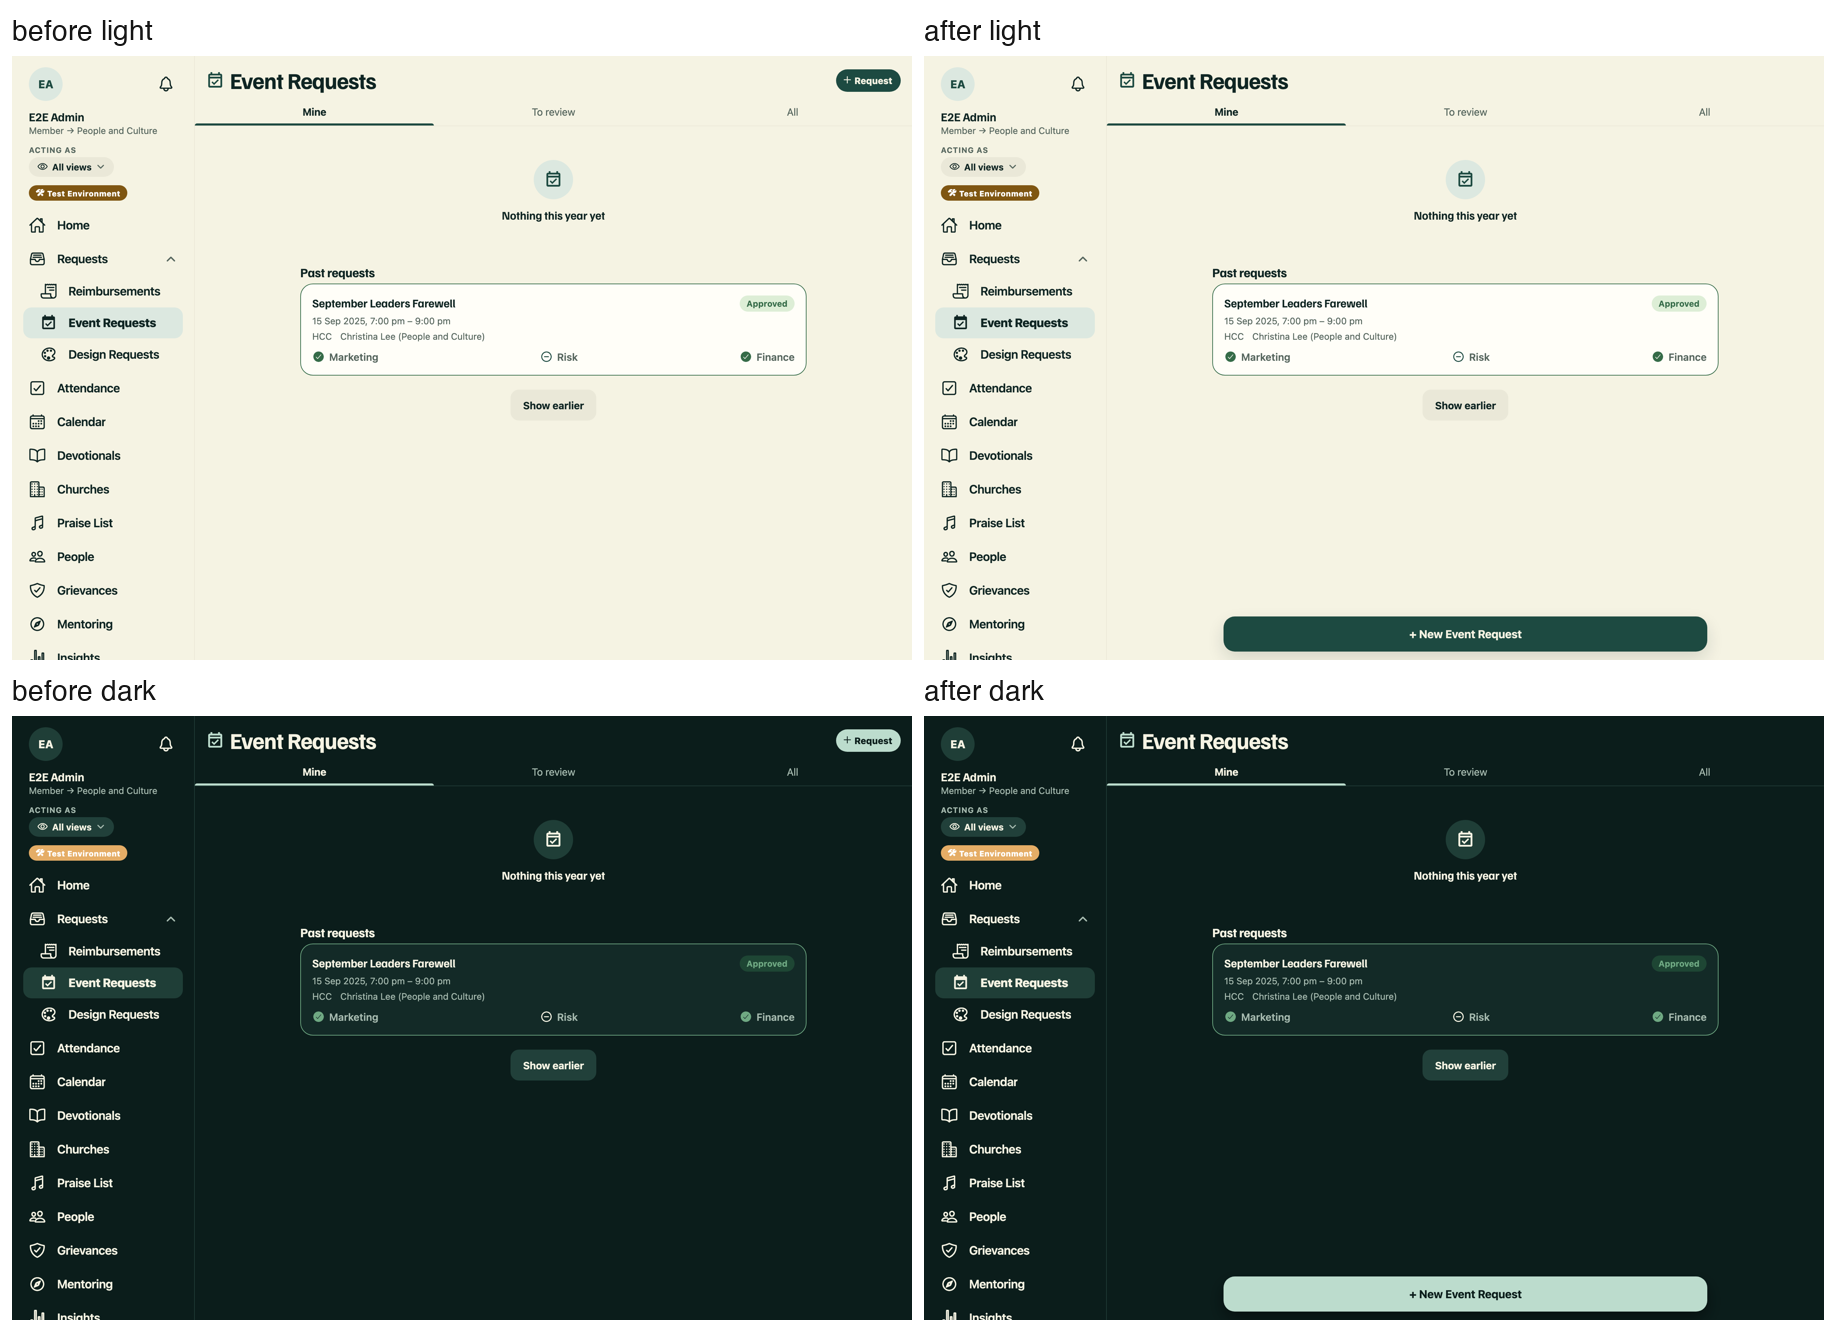 before light
EA
E2E Admin
Member → People and Culture
ACTING AS
All views
Test Environment
Home
Requests
Reimbursements
Event Requests
Design Requests
Attendance
Calendar
Devotionals
Churches
Praise List
People
Grievances
Mentoring
Insights
Event Requests
+ Request
Mine To review All
Nothing this year yet
Past requests
September Leaders Farewell Approved
15 Sep 2025, 7:00 pm – 9:00 pm
HCC Christina Lee (People and Culture)
Marketing Risk Finance
Show earlier
after light
EA
E2E Admin
Member → People and Culture
ACTING AS
All views
Test Environment
Home
Requests
Reimbursements
Event Requests
Design Requests
Attendance
Calendar
Devotionals
Churches
Praise List
People
Grievances
Mentoring
Insights
Event Requests
Mine To review All
Nothing this year yet
Past requests
September Leaders Farewell Approved
15 Sep 2025, 7:00 pm – 9:00 pm
HCC Christina Lee (People and Culture)
Marketing Risk Finance
Show earlier
+ New Event Request
before dark
EA
E2E Admin
Member → People and Culture
ACTING AS
All views
Test Environment
Home
Requests
Reimbursements
Event Requests
Design Requests
Attendance
Calendar
Devotionals
Churches
Praise List
People
Grievances
Mentoring
Insights
Event Requests
+ Request
Mine To review All
Nothing this year yet
Past requests
September Leaders Farewell Approved
15 Sep 2025, 7:00 pm – 9:00 pm
HCC Christina Lee (People and Culture)
Marketing Risk Finance
Show earlier
after dark
EA
E2E Admin
Member → People and Culture
ACTING AS
All views
Test Environment
Home
Requests
Reimbursements
Event Requests
Design Requests
Attendance
Calendar
Devotionals
Churches
Praise List
People
Grievances
Mentoring
Insights
Event Requests
Mine To review All
Nothing this year yet
Past requests
September Leaders Farewell Approved
15 Sep 2025, 7:00 pm – 9:00 pm
HCC Christina Lee (People and Culture)
Marketing Risk Finance
Show earlier
+ New Event Request